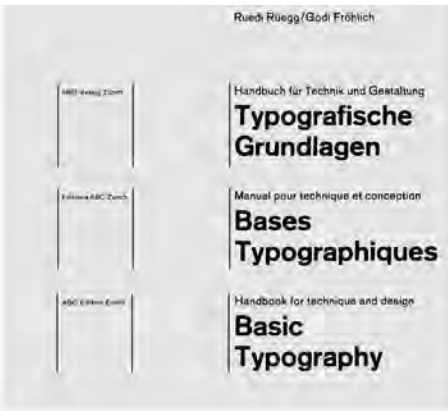 Ruedi Rüegg/Godi Fröhlich
ABC Verlag Zürich
Handbuch für Technik und Gestaltung
Typografische
Grundlagen
Editions ABC Zurich
Manual pour technique et conception
Bases
Typographiques
ABC Edition Zurich
Handbook for technique and design
Basic
Typography